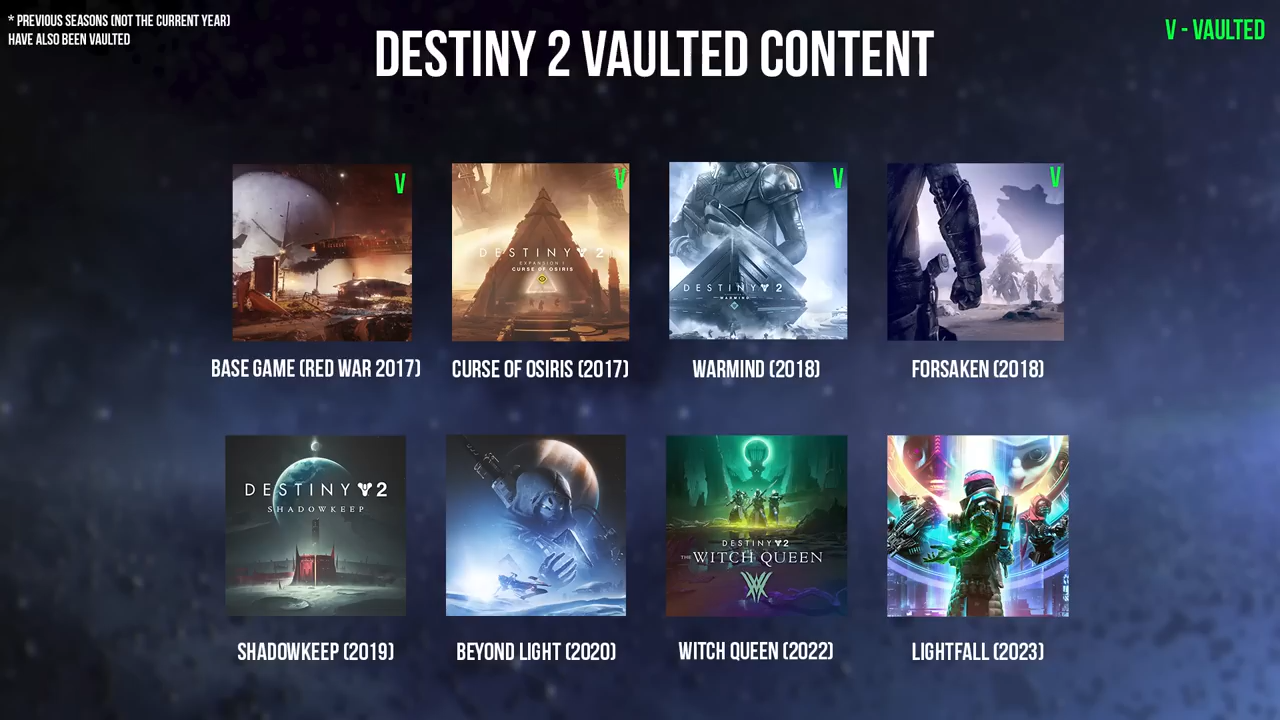 * PREVIOUS SEASONS (NOT THE CURRENT YEAR)
HAVE ALSO BEEN VAULTED
DESTINY 2 VAULTED CONTENT
V - VAULTED
V
V
V
V
DESTINY 2
EXPANSION I
CURSE OF OSIRIS
DESTINY 2
WARMIND
BASE GAME (RED WAR 2017)
CURSE OF OSIRIS (2017)
WARMIND (2018)
FORSAKEN (2018)
DESTINY 2
SHADOWKEEP
DESTINY 2
THE WITCH QUEEN
SHADOWKEEP (2019)
BEYOND LIGHT (2020)
WITCH QUEEN (2022)
LIGHTFALL (2023)